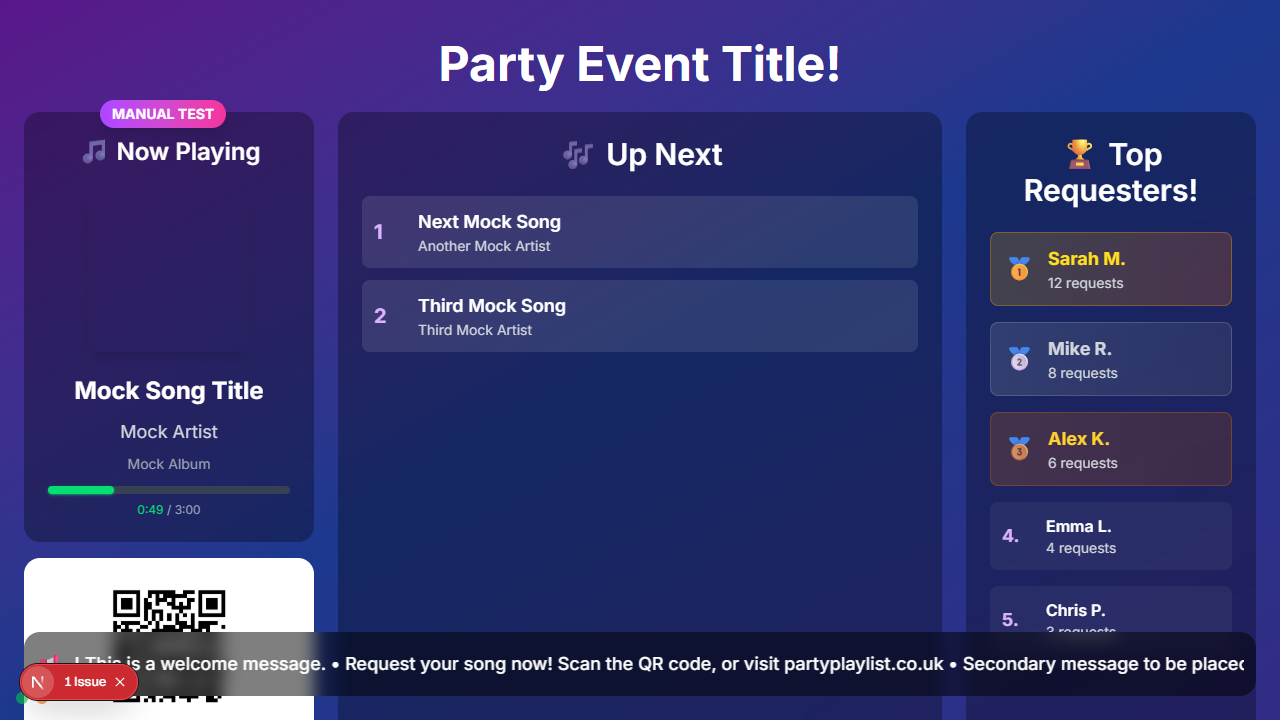 Party Event Title!
MANUAL TEST
Now Playing
Mock Song Title
Mock Artist
Mock Album
0:49 / 3:00
Up Next
1
Next Mock Song
Another Mock Artist
2
Third Mock Song
Third Mock Artist
Top
Requesters!
1
Sarah M.
12 requests
2
Mike R.
8 requests
3
Alex K.
6 requests
4.
Emma L.
4 requests
5.
Chris P.
3 requests
! This is a welcome message. • Request your song now! Scan the QR code, or visit partyplaylist.co.uk • Secondary message to be placed
N
1 Issue